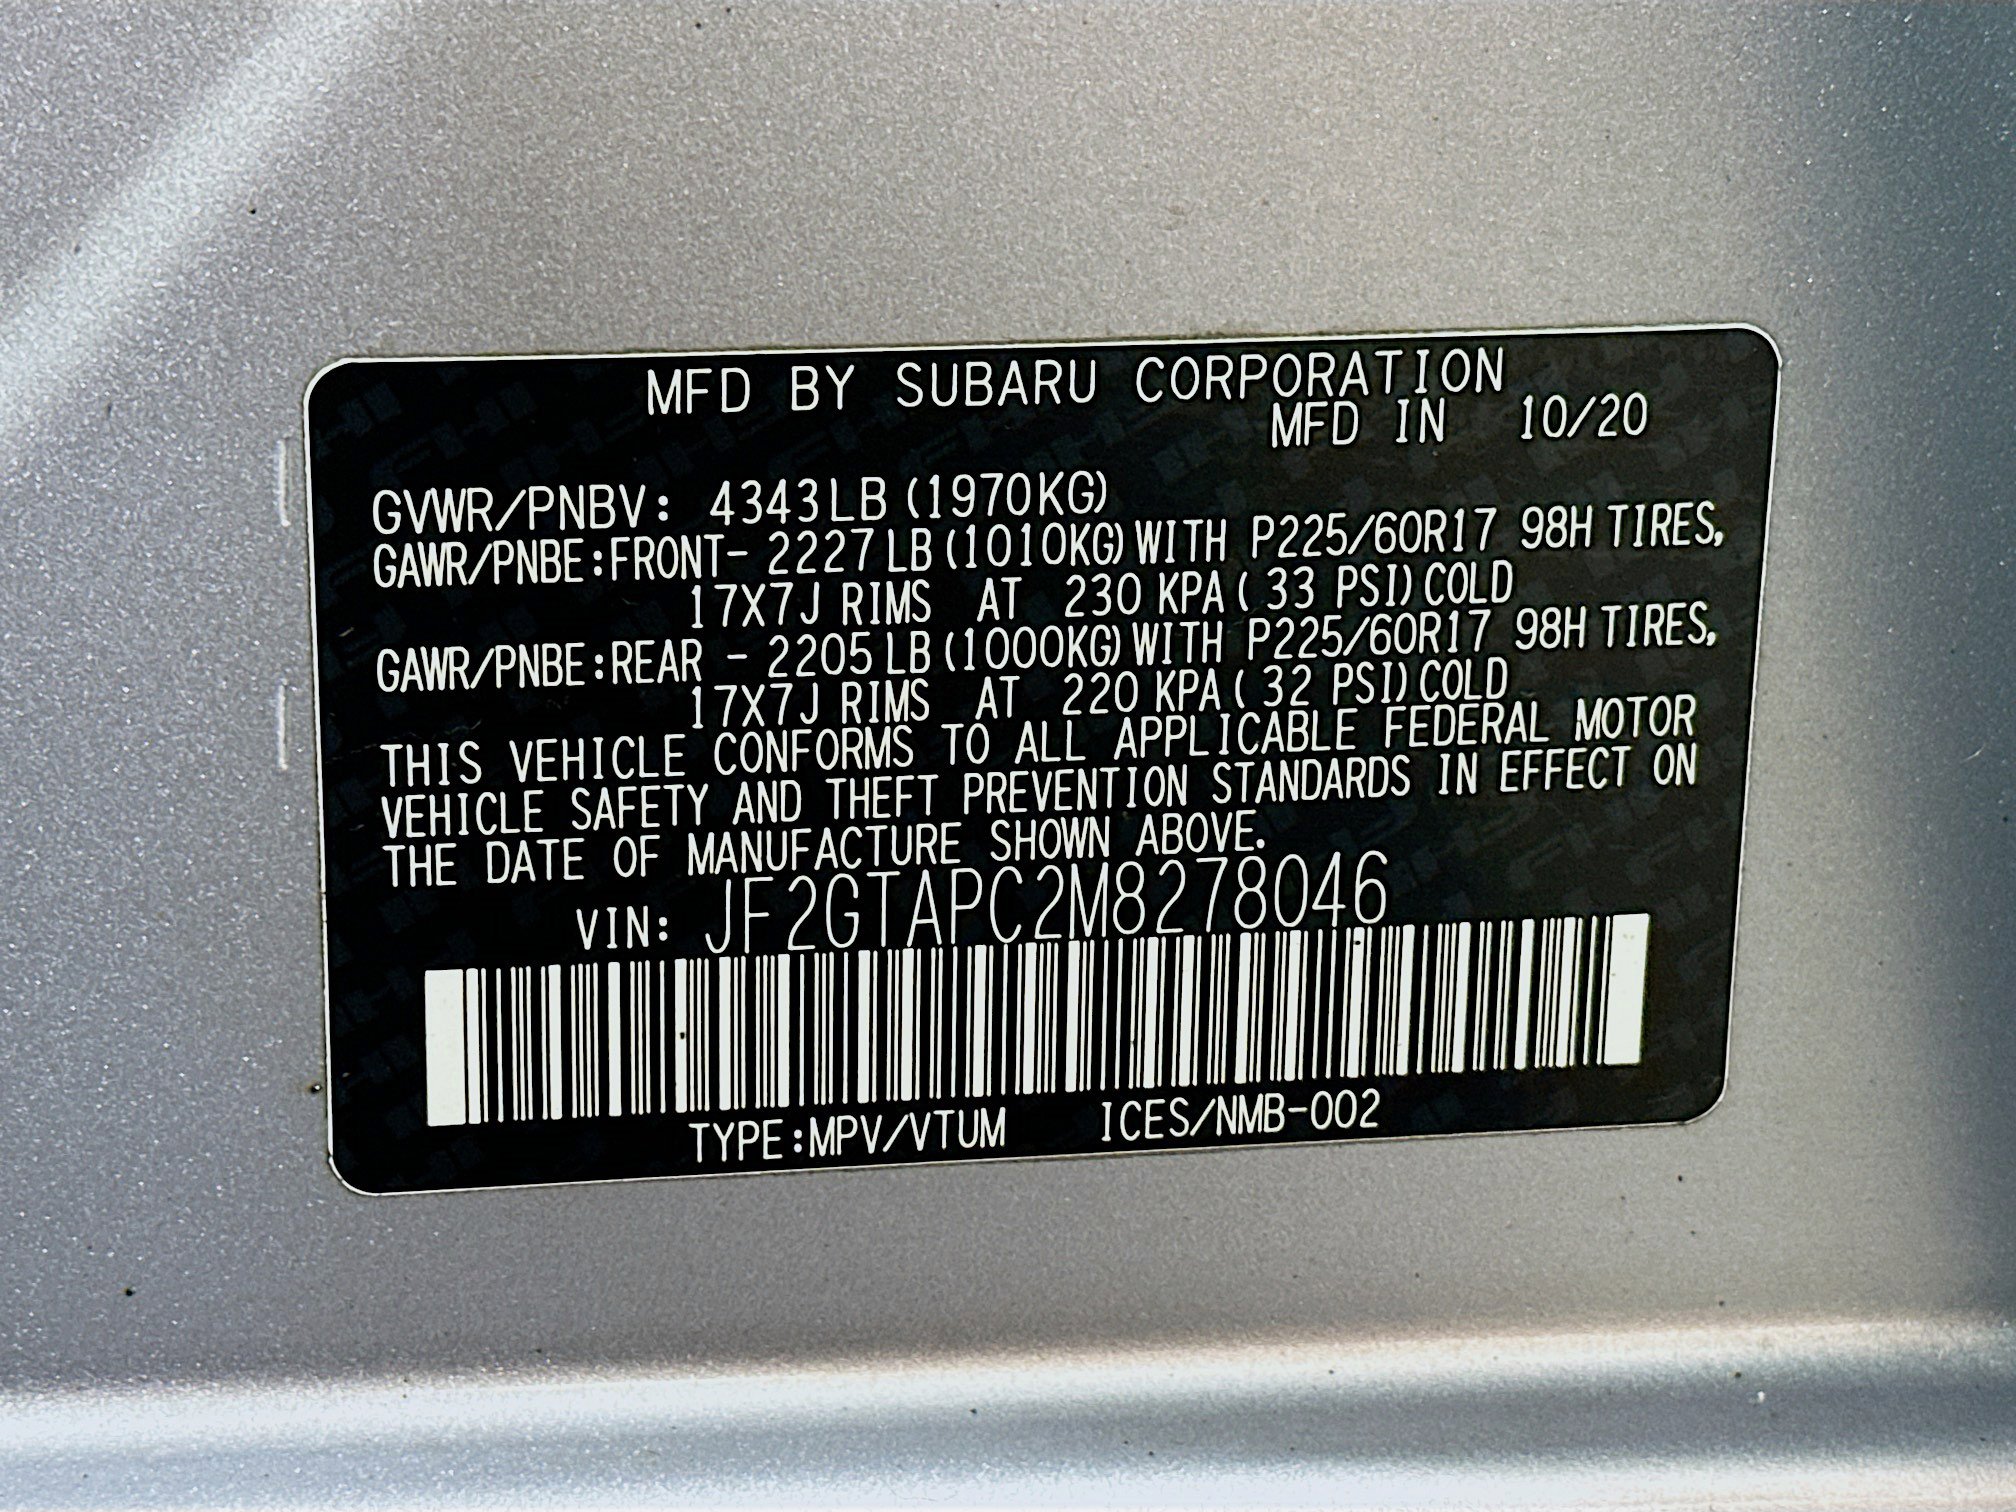 MFD BY SUBARU CORPORATION
MFD IN 10/20
GVWR/PNBV: 4343LB (1970KG)
GAWR/PNBE:FRONT- 2227LB (1010KG) WITH P225/60R17 98H TIRES,
17X7J RIMS AT 230 KPA ( 33 PSI) COLD
GAWR/PNBE:REAR - 2205LB (1000KG) WITH P225/60R17 98H TIRES,
17X7J RIMS AT 220 KPA ( 32 PSI) COLD
THIS VEHICLE CONFORMS TO ALL APPLICABLE FEDERAL MOTOR
VEHICLE SAFETY AND THEFT PREVENTION STANDARDS IN EFFECT ON
THE DATE OF MANUFACTURE SHOWN ABOVE.
VIN: JF2GTAPC2M8278046
TYPE:MPV/VTUM ICES/NMB-002